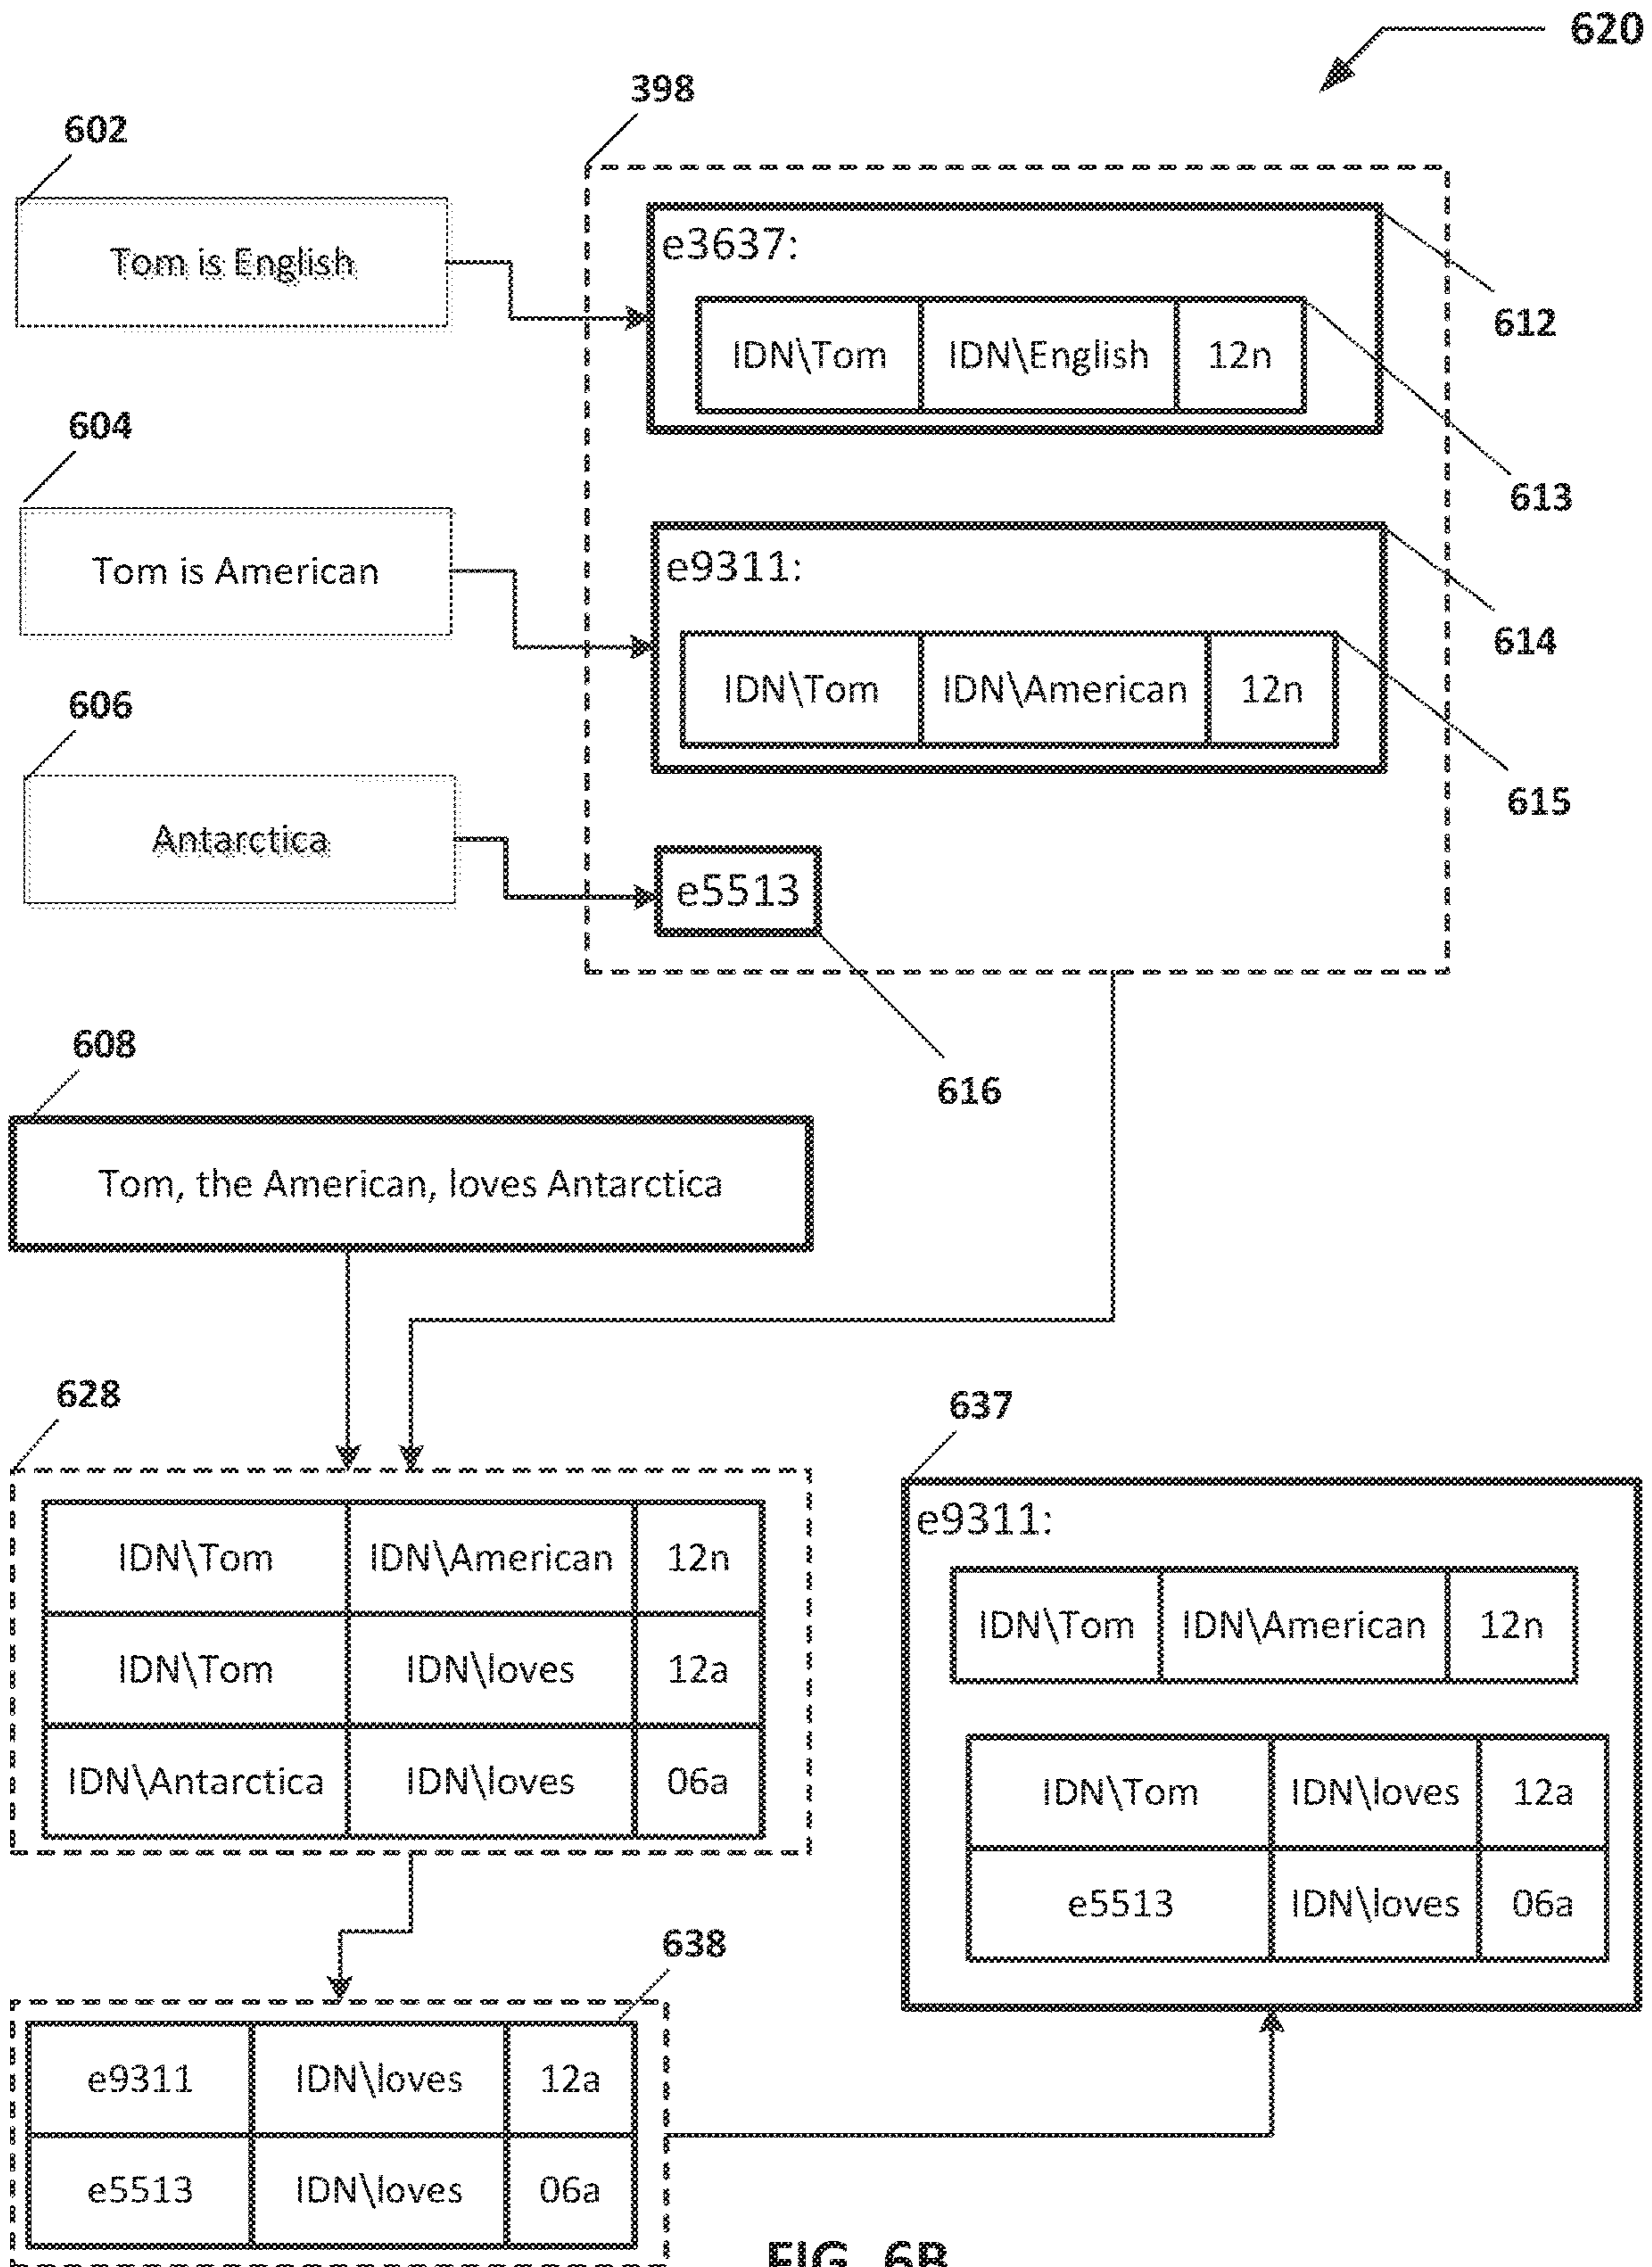 620
398
602
Tom is English
e3637:
IDN\Tom IDN\English 12n
612
613
604
Tom is American
e9311:
IDN\Tom IDN\American 12n
614
615
606
Antarctica
e5513
616
608
Tom, the American, loves Antarctica
628
IDN\Tom IDN\American 12n
IDN\Tom IDN\loves 12a
IDN\Antarctica IDN\loves 06a
637
e9311:
IDN\Tom IDN\American 12n
IDN\Tom IDN\loves 12a
e5513 IDN\loves 06a
638
e9311 IDN\loves 12a
e5513 IDN\loves 06a
FIG. 6B